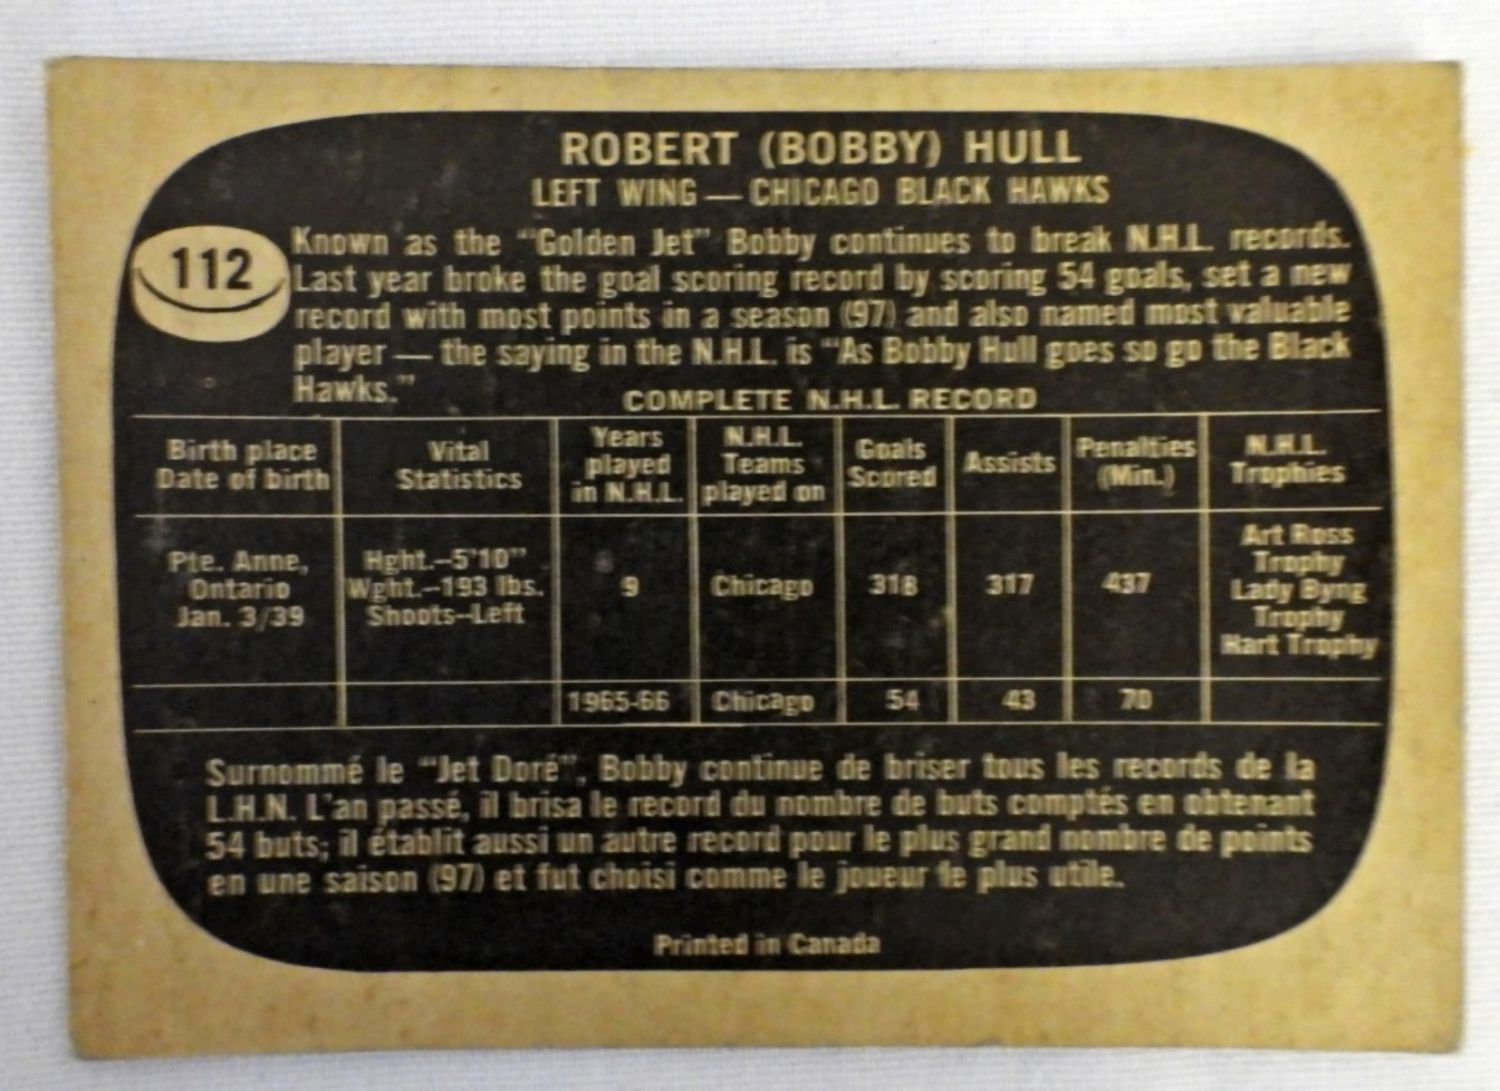 ROBERT (BOBBY) HULL
LEFT WING — CHICAGO BLACK HAWKS
112
Known as the "Golden Jet" Bobby continues to break N.H.L. records.
Last year broke the goal scoring record by scoring 54 goals, set a new
record with most points in a season (97) and also named most valuable
player — the saying in the N.H.L. is "As Bobby Hull goes so go the Black
Hawks."
COMPLETE N.H.L. RECORD
Birth place
Date of birth
Vital
Statistics
Years
played
in N.H.L.
N.H.L.
Teams
played on
Goals
Scored
Assists
Penalties
(Min.)
N.H.L.
Trophies
Pte. Anne,
Ontario
Jan. 3/39
Hght.–5'10"
Wght.–193 lbs.
Shoots–Left
9
Chicago
318
317
437
Art Ross
Trophy
Lady Byng
Trophy
Hart Trophy
1965-66
Chicago
54
43
70
Surnommé le "Jet Doré", Bobby continue de briser tous les records de la
L.H.N. L'an passé, il brisa le record du nombre de buts comptés en obtenant
54 buts; il établit aussi un autre record pour le plus grand nombre de points
en une saison (97) et fut choisi comme le joueur le plus utile.
Printed in Canada